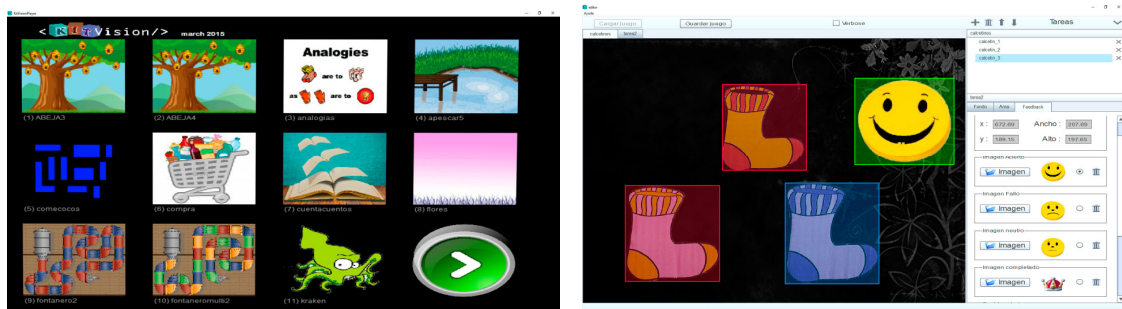 KitVisionPlayer
<KitVision/> march 2015
Analogies
are to
as are to
(1) ABEJA3
(2) ABEJA4
(3) analogias
(4) apescar5
(5) comecocos
(6) compra
(7) cuentacuentos
(8) flores
(9) fontanero2
(10) fontaneromulti2
(11) kraken
editor
Ayuda
Cargar juego
Guardar juego
Verbose
Tareas
calcetines
tarea2
calcetines
calcetin_1
calcetin_2
calcetin_3
tarea2
Fondo
Area
Feedback
x : 672.69 Ancho : 207.69
y : 189.15 Alto : 197.65
Imagen Acierto
Imagen
Imagen Fallo
Imagen
Imagen neutro
Imagen
Imagen completado
Imagen